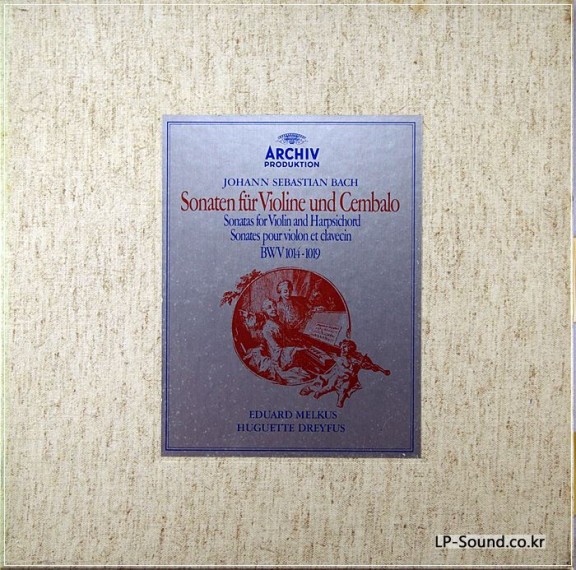 ARCHIV
PRODUKTION
JOHANN SEBASTIAN BACH
Sonaten für Violine und Cembalo
Sonatas for Violin and Harpsichord
Sonates pour violon et clavecin
BWV 1014-1019
EDUARD MELKUS
HUGUETTE DREYFUS
LP-Sound.co.kr